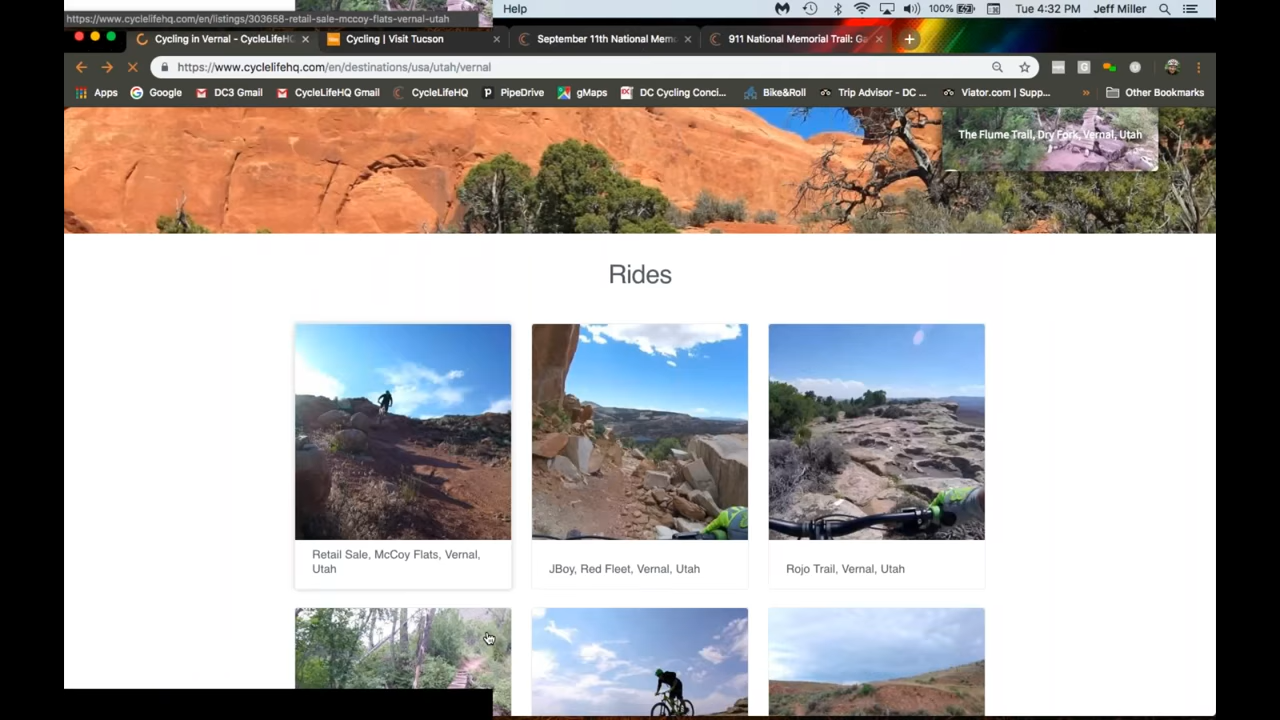 https://www.cyclelifehq.com/en/listings/303658-retail-sale-mccoy-flats-vernal-utah
Help
100%
Tue 4:32 PM
Jeff Miller
Cycling in Vernal - CycleLifeHQ
Cycling | Visit Tucson
September 11th National Mem
911 National Memorial Trail: Ga
https://www.cyclelifehq.com/en/destinations/usa/utah/vernal
Apps
Google
DC3 Gmail
CycleLifeHQ Gmail
CycleLifeHQ
PipeDrive
gMaps
DC Cycling Conci...
Bike&Roll
Trip Advisor - DC ...
Viator.com | Supp...
»
Other Bookmarks
The Flume Trail, Dry Fork, Vernal, Utah
Rides
Retail Sale, McCoy Flats, Vernal,
Utah
JBoy, Red Fleet, Vernal, Utah
Rojo Trail, Vernal, Utah